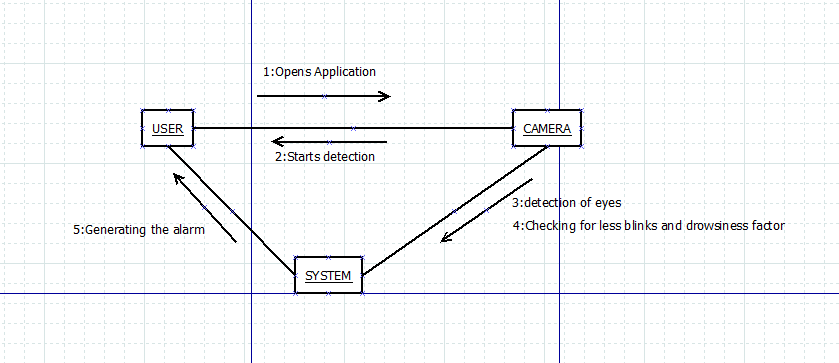 1:Opens Application
USER
CAMERA
2:Starts detection
3:detection of eyes
4:Checking for less blinks and drowsiness factor
5:Generating the alarm
SYSTEM